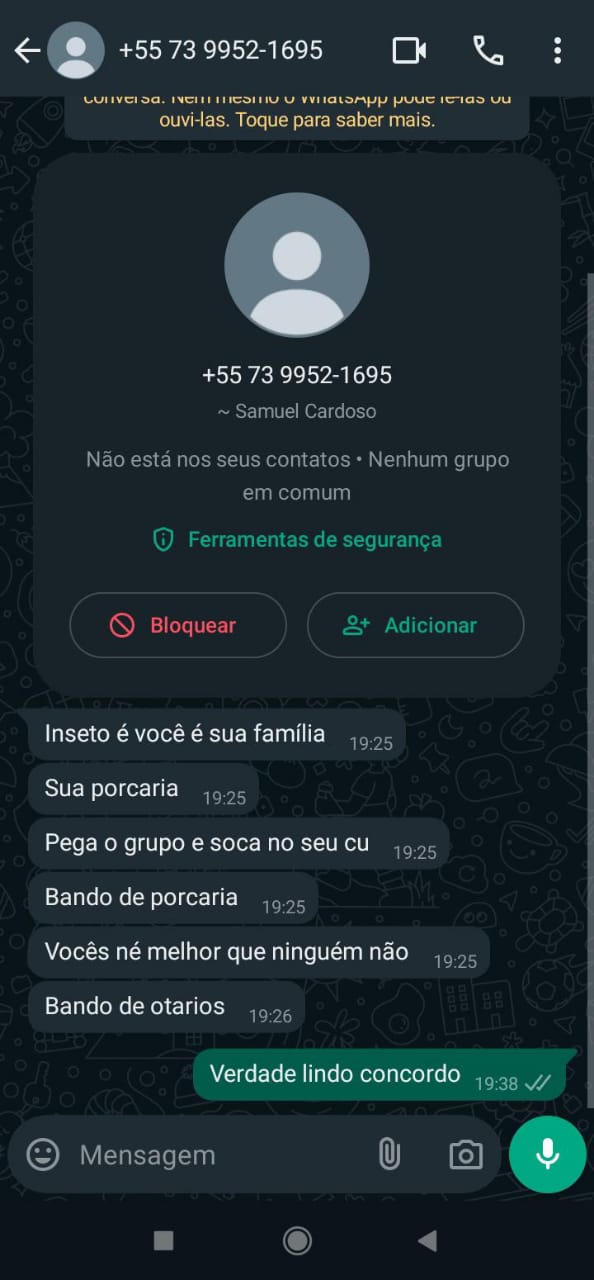 +55 73 9952-1695
conversa. Nem mesmo o WhatsApp pode lê-las ou
ouvi-las. Toque para saber mais.
+55 73 9952-1695
~ Samuel Cardoso
Não está nos seus contatos • Nenhum grupo
em comum
Ferramentas de segurança
Bloquear
Adicionar
Inseto é você é sua família 19:25
Sua porcaria 19:25
Pega o grupo e soca no seu cu 19:25
Bando de porcaria 19:25
Vocês né melhor que ninguém não 19:25
Bando de otarios 19:26
Verdade lindo concordo 19:38
Mensagem